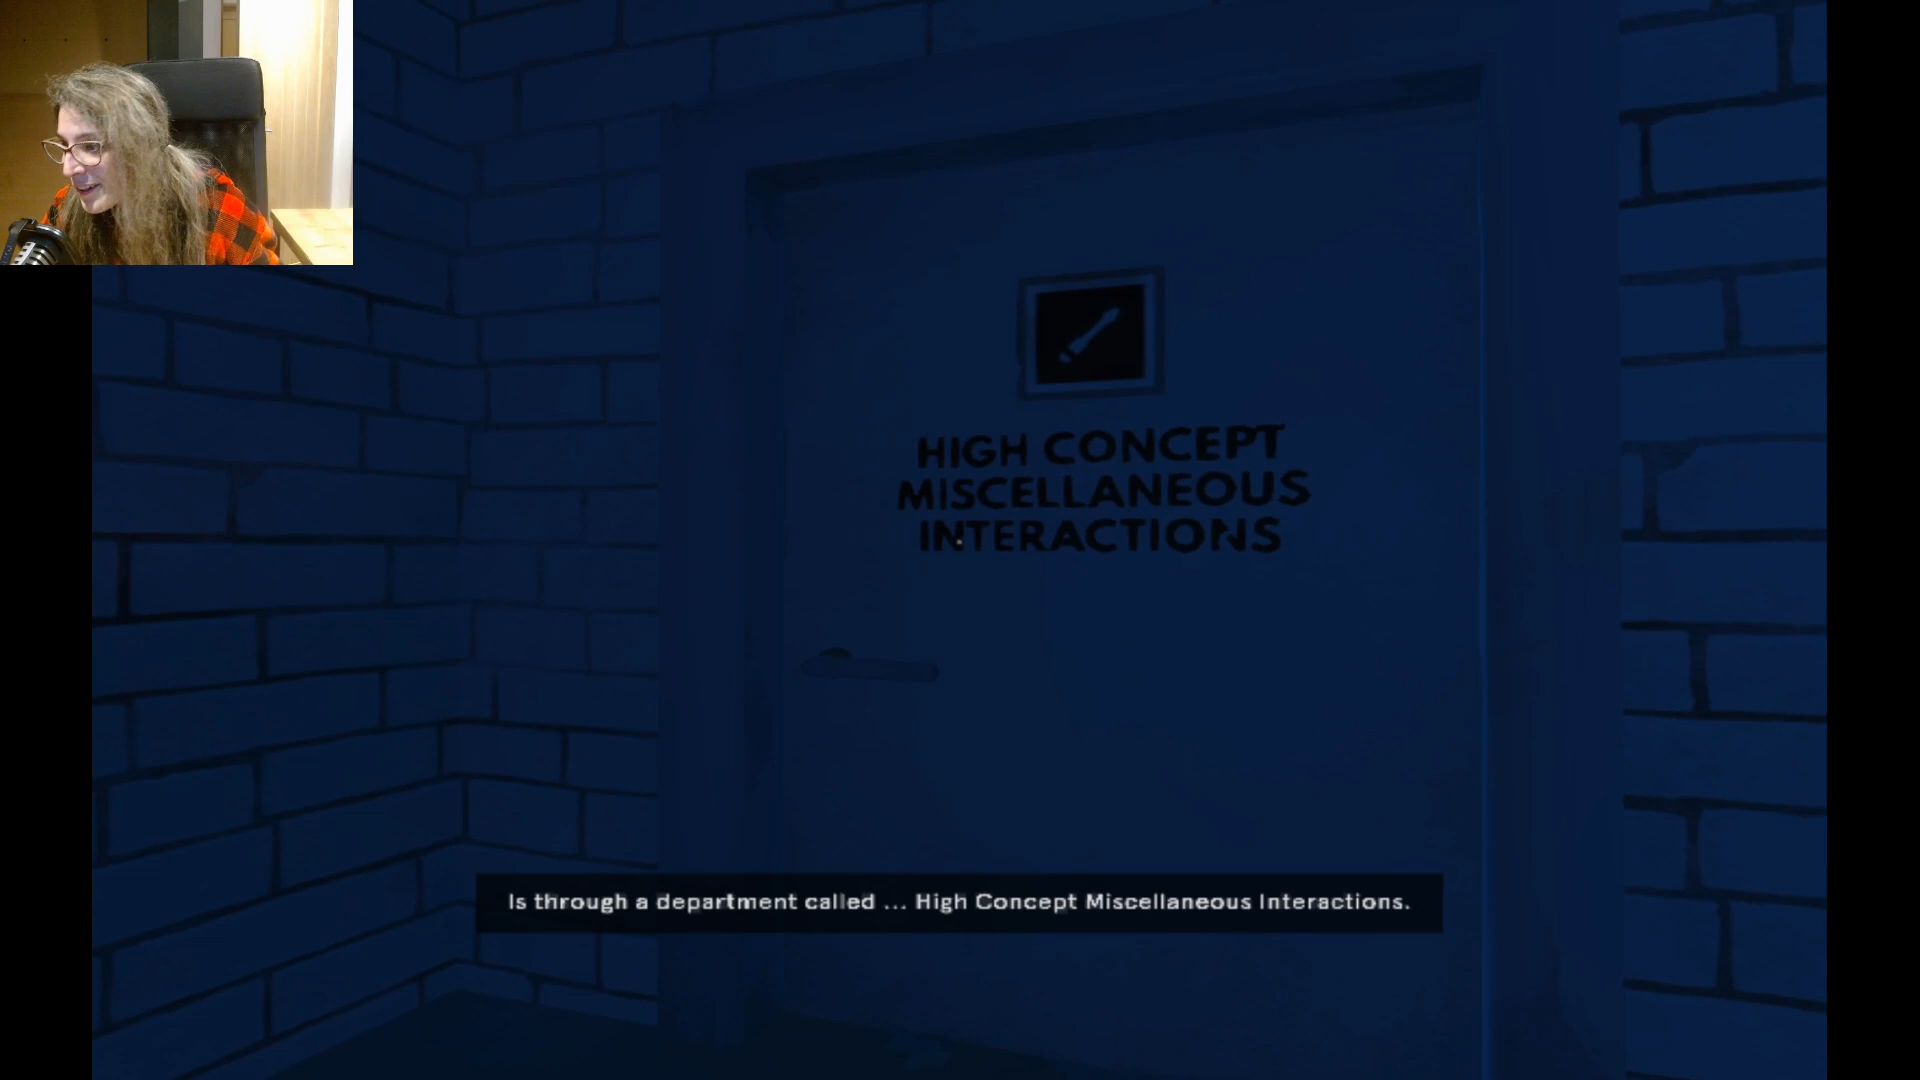 HIGH CONCEPT
MISCELLANEOUS
INTERACTIONS
Is through a department called ... High Concept Miscellaneous Interactions.